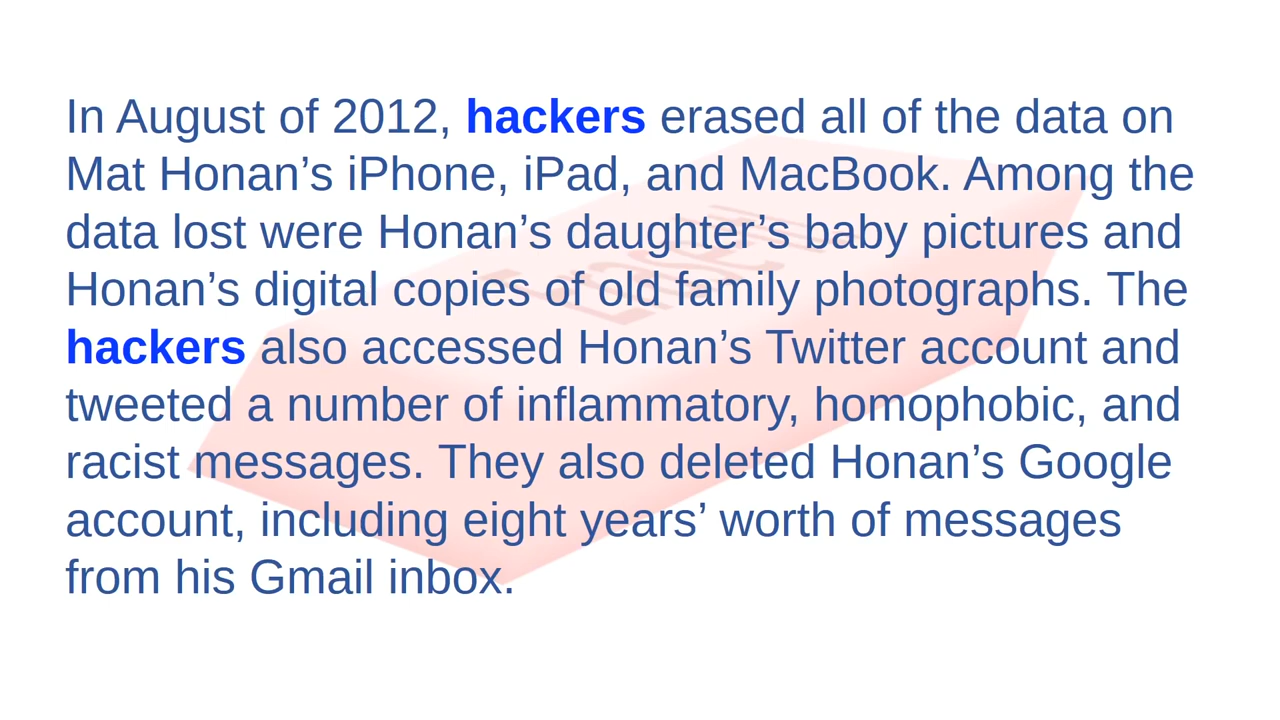 In August of 2012, hackers erased all of the data on
Mat Honan’s iPhone, iPad, and MacBook. Among the
data lost were Honan’s daughter’s baby pictures and
Honan’s digital copies of old family photographs. The
hackers also accessed Honan’s Twitter account and
tweeted a number of inflammatory, homophobic, and
racist messages. They also deleted Honan’s Google
account, including eight years’ worth of messages
from his Gmail inbox.